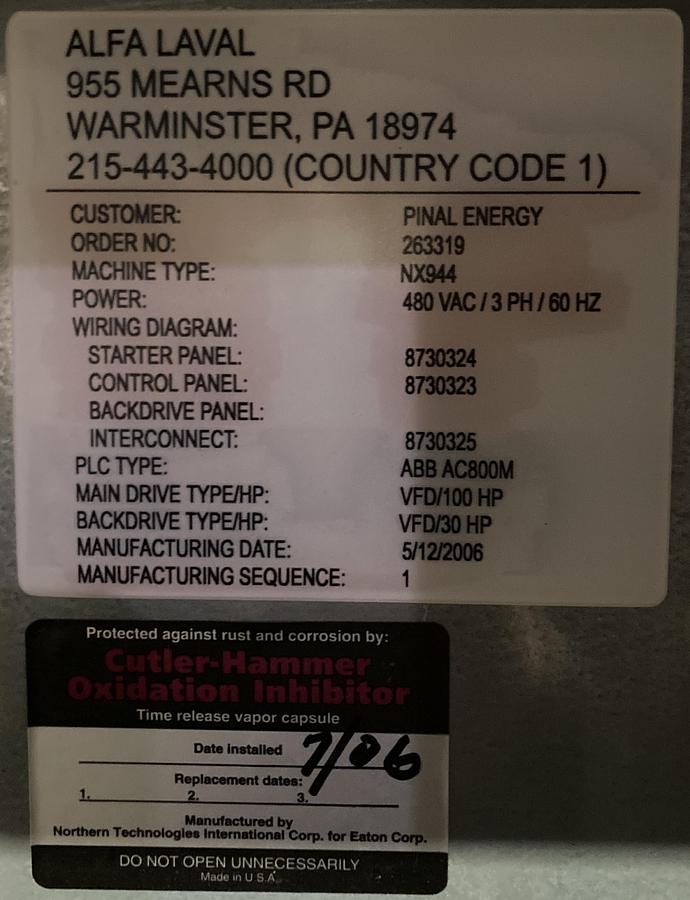 ALFA LAVAL
955 MEARNS RD
WARMINSTER, PA 18974
215-443-4000 (COUNTRY CODE 1)
CUSTOMER: PINAL ENERGY
ORDER NO: 263319
MACHINE TYPE: NX944
POWER: 480 VAC / 3 PH / 60 HZ
WIRING DIAGRAM:
STARTER PANEL: 8730324
CONTROL PANEL: 8730323
BACKDRIVE PANEL:
INTERCONNECT: 8730325
PLC TYPE: ABB AC800M
MAIN DRIVE TYPE/HP: VFD/100 HP
BACKDRIVE TYPE/HP: VFD/30 HP
MANUFACTURING DATE: 5/12/2006
MANUFACTURING SEQUENCE: 1
Protected against rust and corrosion by:
Cutler-Hammer
Oxidation Inhibitor
Time release vapor capsule
Date installed 7/06
Replacement dates:
1. 2. 3.
Manufactured by
Northern Technologies International Corp. for Eaton Corp.
DO NOT OPEN UNNECESSARILY
Made in U S A